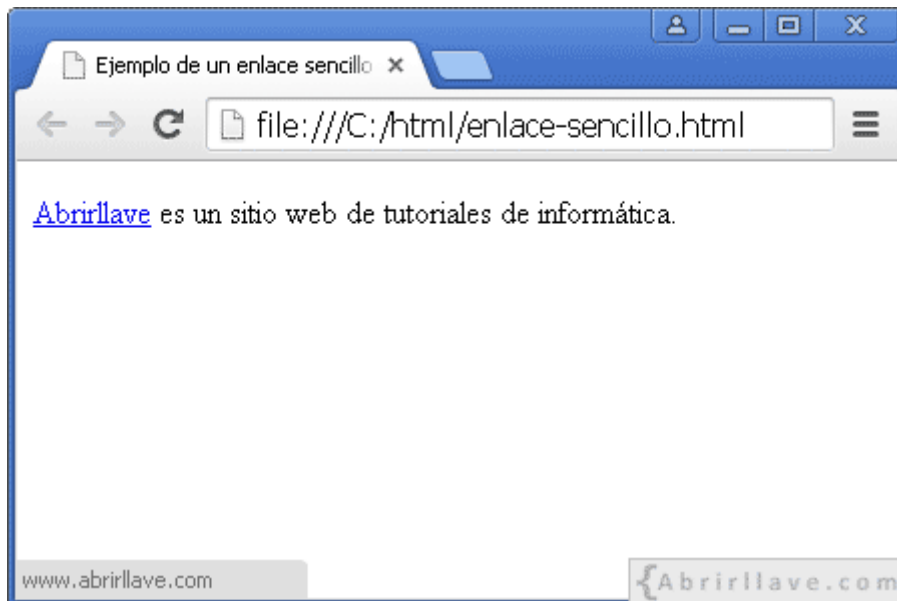 Ejemplo de un enlace sencillo
file:///C:/html/enlace-sencillo.html
Abrirllave es un sitio web de tutoriales de informática.
www.abrirllave.com
{Abrirllave.com